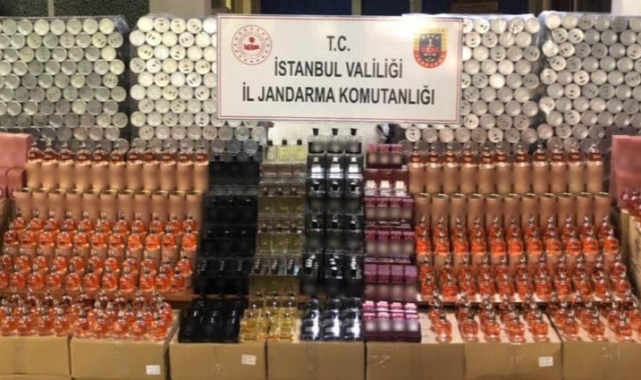 T.C.
İSTANBUL VALİLİĞİ
İL JANDARMA KOMUTANLIĞI